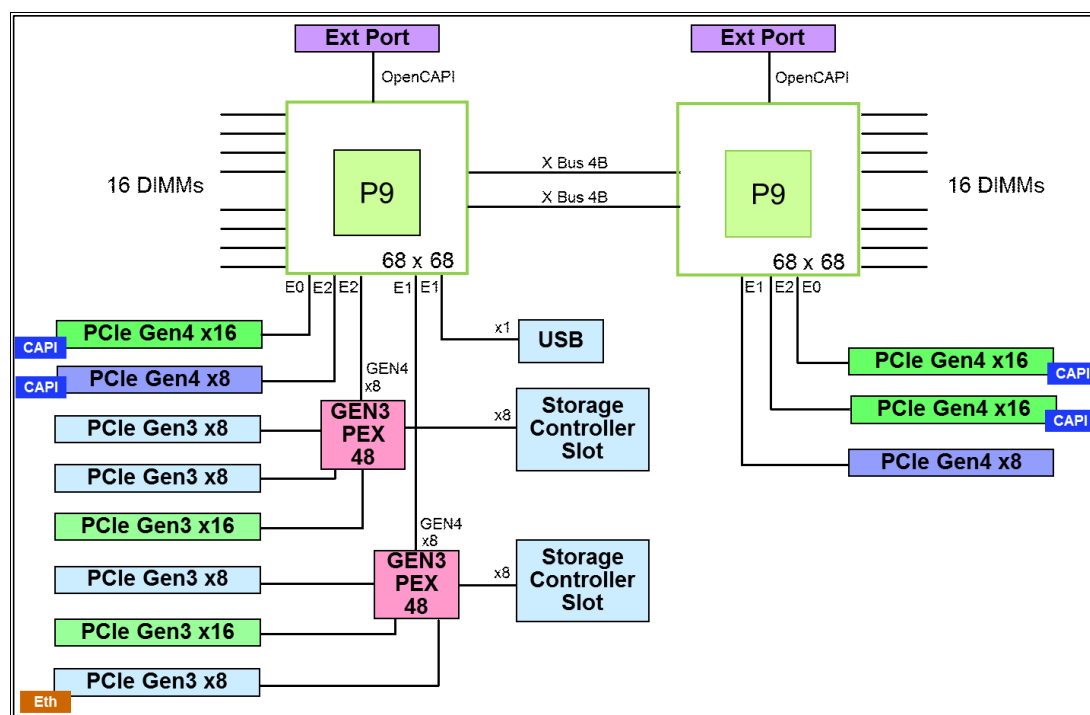 Ext Port
Ext Port
OpenCAPI
OpenCAPI
X Bus 4B
16 DIMMs
P9
P9
16 DIMMs
X Bus 4B
68 x 68
68 x 68
E0
E2
E2
E1
E1
E1
E2
E0
PCIe Gen4 x16
CAPI
x1
USB
PCIe Gen4 x16
CAPI
PCIe Gen4 x8
CAPI
GEN4
x8
PCIe Gen4 x16
CAPI
PCIe Gen3 x8
GEN3
PEX
48
x8
Storage
Controller
Slot
PCIe Gen4 x8
PCIe Gen3 x8
PCIe Gen3 x16
GEN4
x8
PCIe Gen3 x8
GEN3
PEX
48
x8
Storage
Controller
Slot
PCIe Gen3 x16
PCIe Gen3 x8
Eth